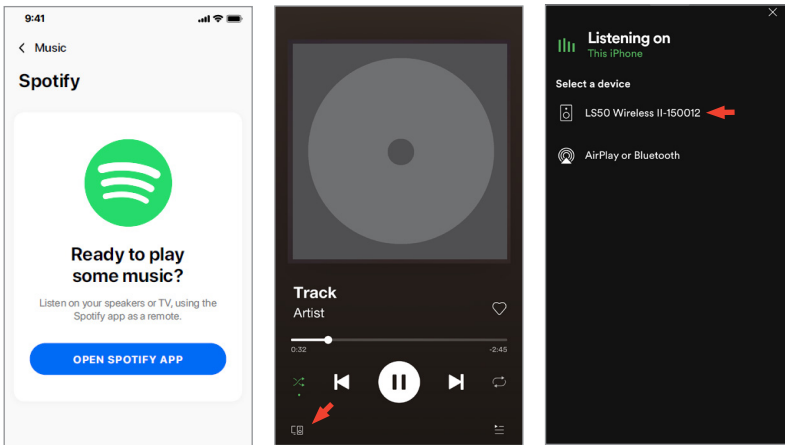 9:41
Music
Spotify
Ready to play
some music?
Listen on your speakers or TV, using the
Spotify app as a remote.
OPEN SPOTIFY APP
Track
Artist
0:32
-2:45
Listening on
This iPhone
Select a device
LS50 Wireless II-150012
AirPlay or Bluetooth